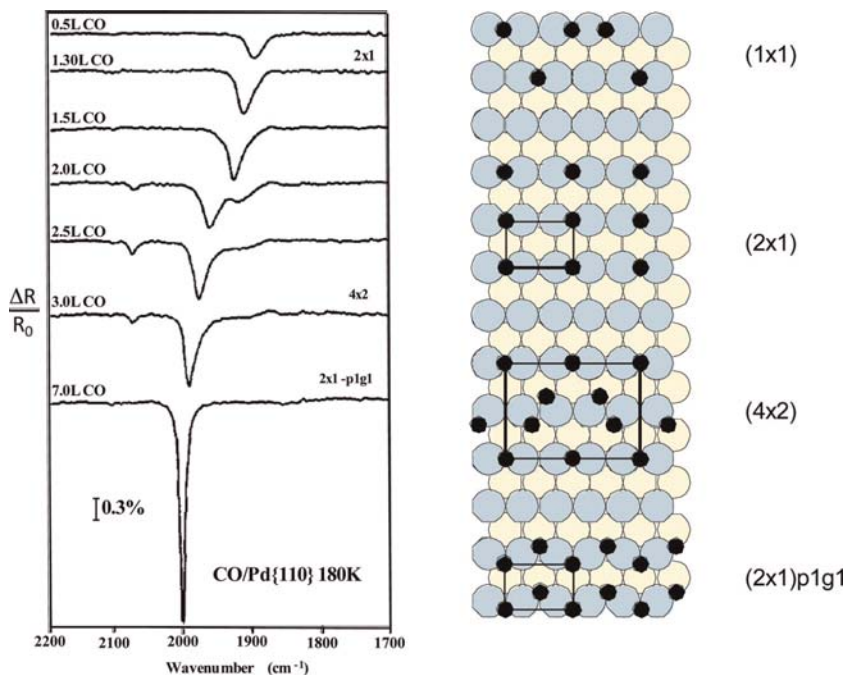 0.5L CO
2x1
1.30L CO
1.5L CO
2.0L CO
2.5L CO
4x2
3.0L CO
2x1 -p1g1
7.0L CO
ΔR
R₀
0.3%
CO/Pd{110} 180K
2200 2100 2000 1900 1800 1700
Wavenumber (cm⁻¹)
(1x1)
(2x1)
(4x2)
(2x1)p1g1